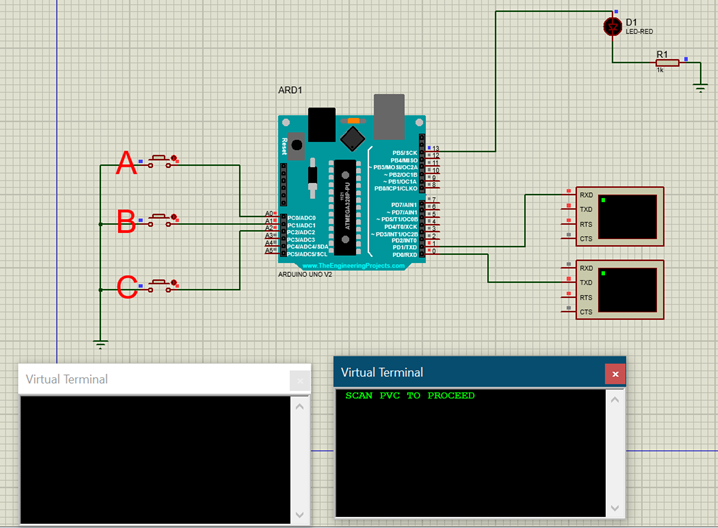 D1
LED-RED
R1
1k
ARD1
A
B
C
Reset
ATMEGA328P-PU
A0
A1
A2
A3
A4
A5
PC0/ADC0
PC1/ADC1
PC2/ADC2
PC3/ADC3
PC4/ADC4/SDA
PC5/ADC5/SCL
PB5/SCK
PB4/MISO
~ PB3/MOSI/OC2A
~ PB2/OC1B
~ PB1/OC1A
PB0/ICP1/CLKO
PD7/AIN1
~ PD7/AIN1
~ PD5/T1/OC0B
PD4/T0/XCK
~ PD3/INT1/OC2B
PD2/INT0
PD1/TXD
PD0/RXD
13
12
11
10
9
8
7
6
5
4
3
2
1
0
www.TheEngineeringProjects.com
ARDUINO UNO V2
RXD
TXD
RTS
CTS
RXD
TXD
RTS
CTS
Virtual Terminal
Virtual Terminal
SCAN PVC TO PROCEED